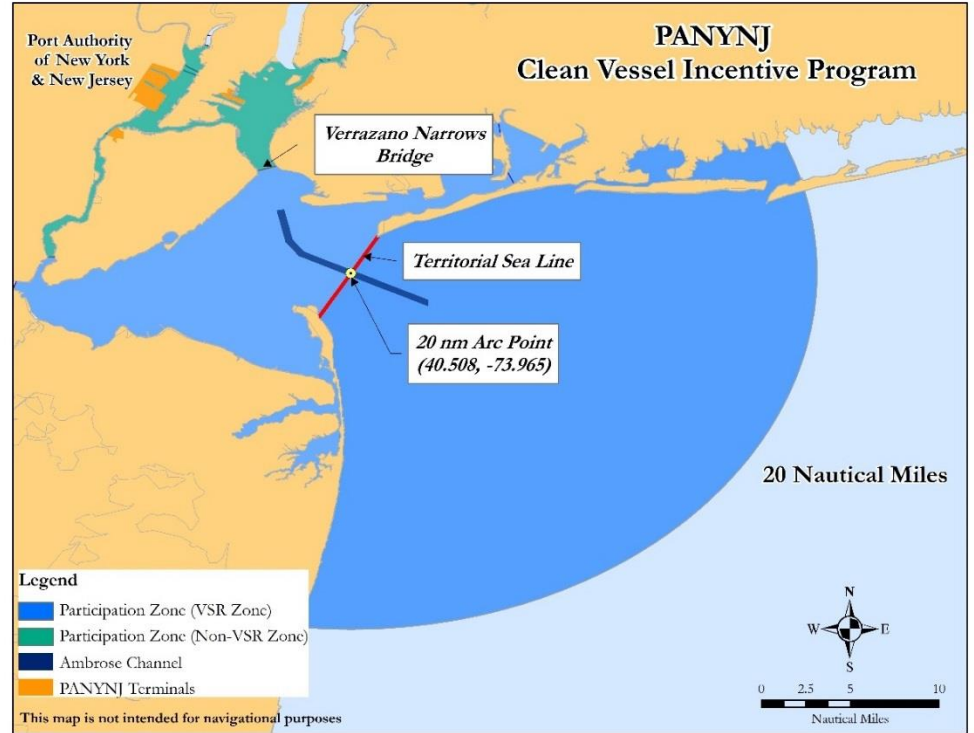 Port Authority
of New York
& New Jersey
PANYNJ
Clean Vessel Incentive Program
Verrazano Narrows
Bridge
Territorial Sea Line
20 nm Arc Point
(40.508, -73.965)
20 Nautical Miles
Legend
Participation Zone (VSR Zone)
Participation Zone (Non-VSR Zone)
Ambrose Channel
PANYNJ Terminals
This map is not intended for navigational purposes
N
W E
S
0 2.5 5 10
Nautical Miles